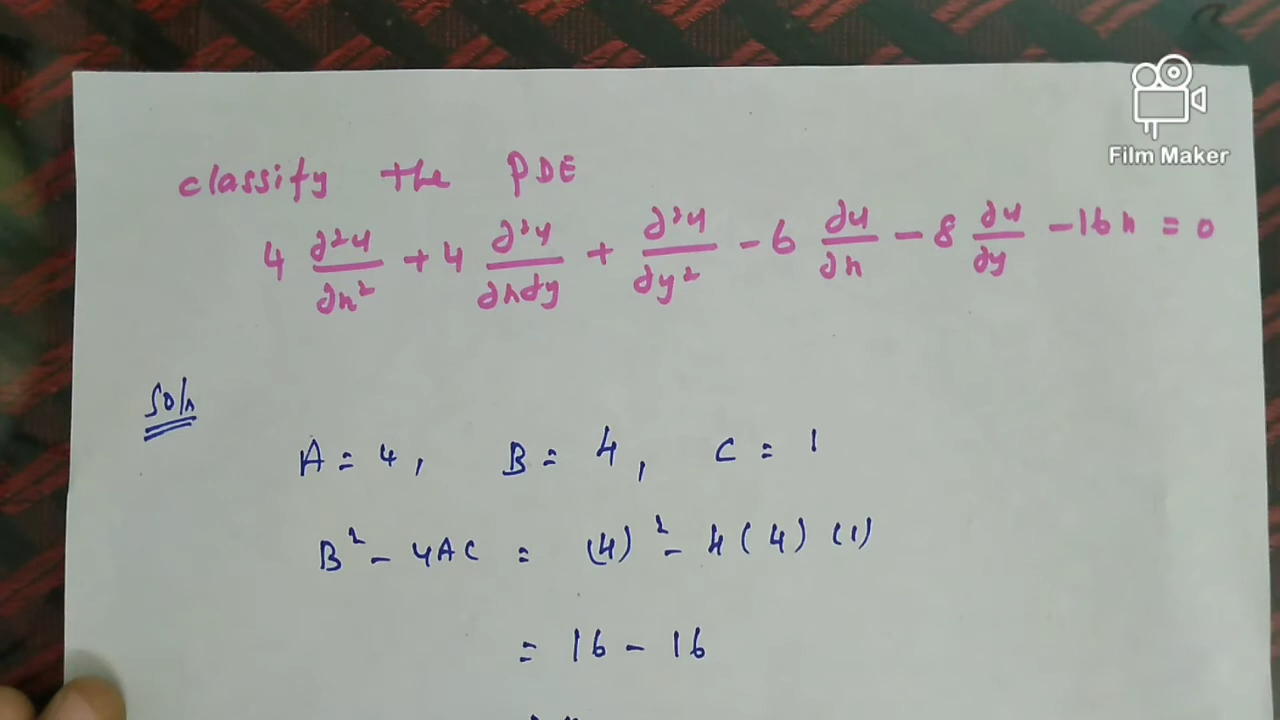 Film Maker
classify the PDE
4 ∂²u/∂x² + 4 ∂²u/∂x∂y + ∂²u/∂y² - 6 ∂u/∂x - 8 ∂u/∂y - 16x = 0
Soln
A = 4, B = 4, C = 1
B² - 4AC = (4)² - 4(4)(1)
= 16 - 16